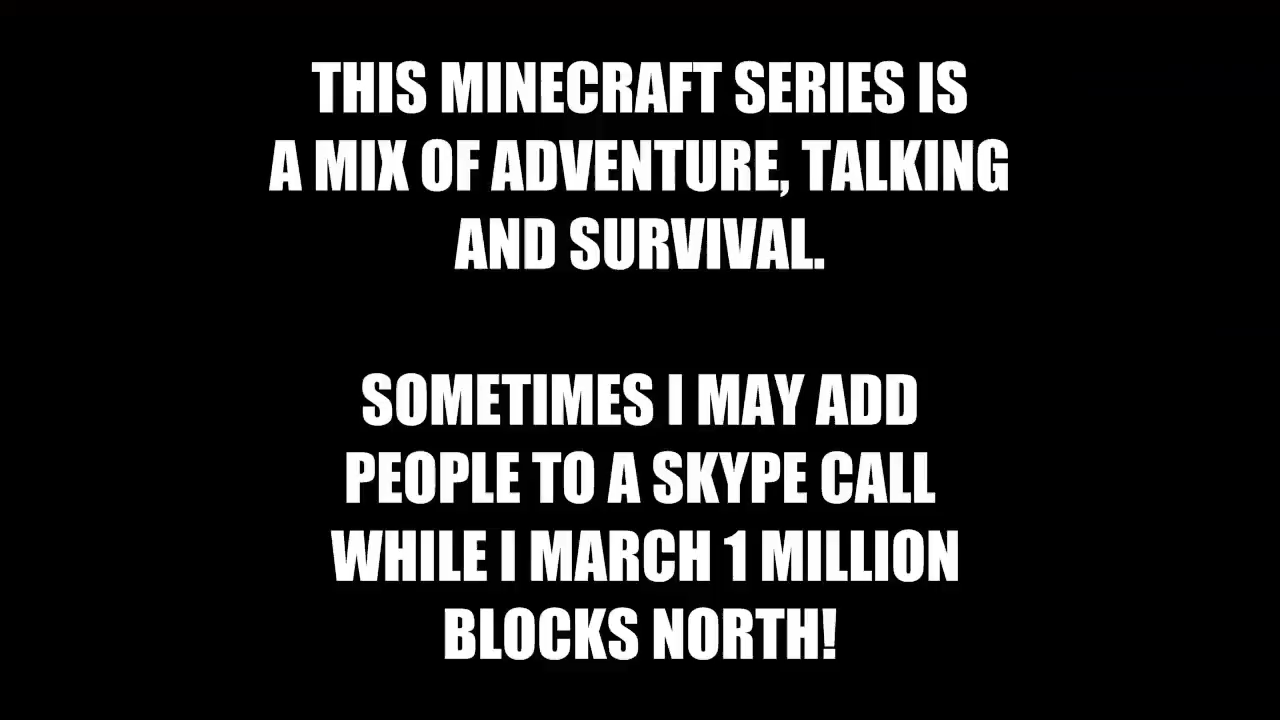 THIS MINECRAFT SERIES IS
A MIX OF ADVENTURE, TALKING
AND SURVIVAL.
SOMETIMES I MAY ADD
PEOPLE TO A SKYPE CALL
WHILE I MARCH 1 MILLION
BLOCKS NORTH!